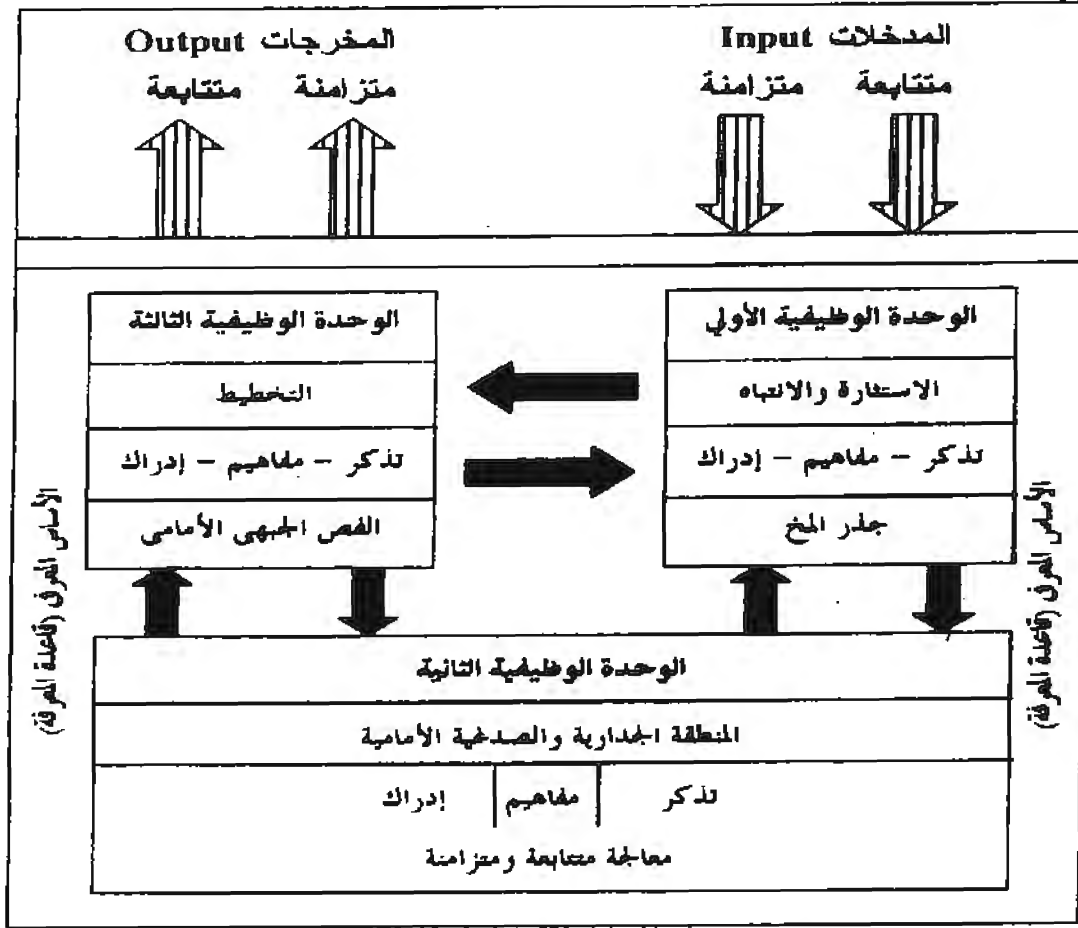 المدخلات Input
المخرجات Output
متتابعة
متزامنة
متزامنة
متتابعة
الوحدة الوظيفية الأولي
الاستثارة والانتباه
تذكر – مفاهيم – إدراك
جذر المخ
الوحدة الوظيفية الثالثة
التخطيط
تذكر – مفاهيم – إدراك
الفص الجبهي الأمامي
الوحدة الوظيفية الثانية
المنطقة الجدارية والصدغية الأمامية
تذكر
مفاهيم
إدراك
معالجة متتابعة ومتزامنة
الأساس المعرفي (قاعدة المعرفة)
الأساس المعرفي (قاعدة المعرفة)